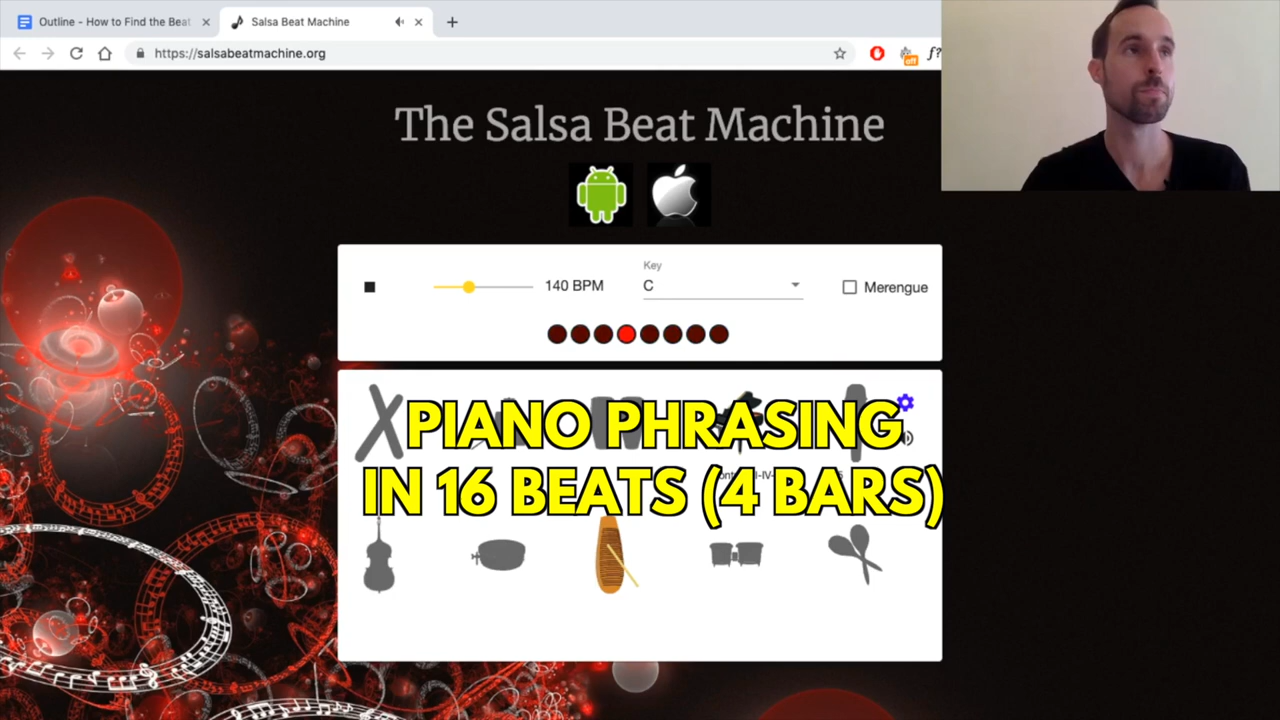 Outline - How to Find the Beat
Salsa Beat Machine
https://salsabeatmachine.org
off
f?
The Salsa Beat Machine
Key
140 BPM
C
Merengue
PIANO PHRASING
IN 16 BEATS (4 BARS)